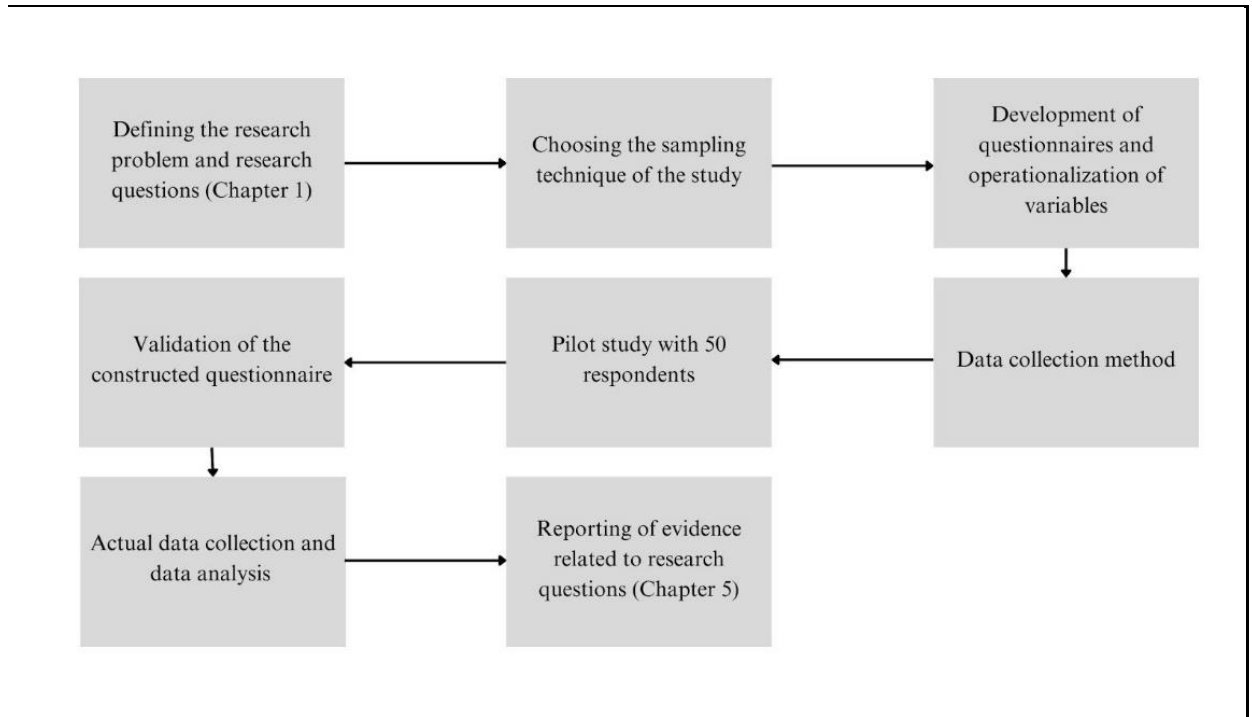 Defining the research
problem and research
questions (Chapter 1)
Choosing the sampling
technique of the study
Development of
questionnaires and
operationalization of
variables
Data collection method
Pilot study with 50
respondents
Validation of the
constructed questionnaire
Actual data collection and
data analysis
Reporting of evidence
related to research
questions (Chapter 5)